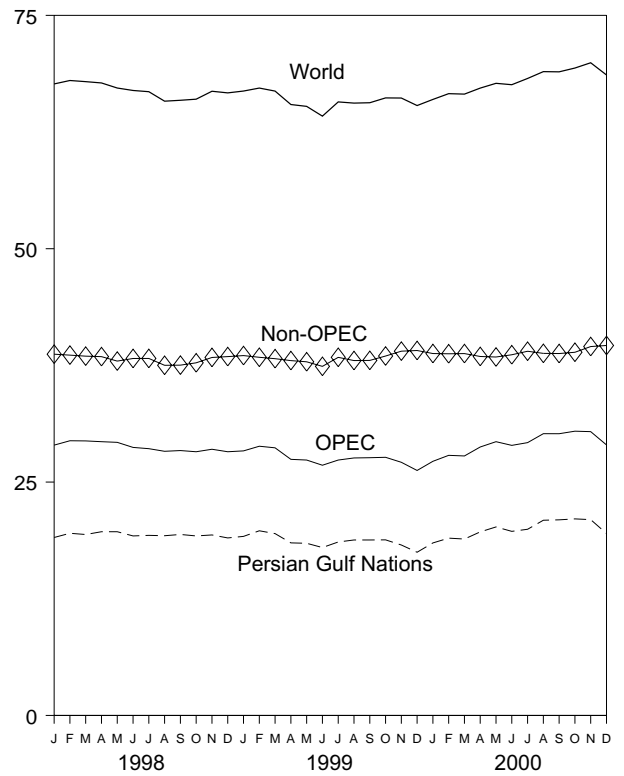 75
World
50
Non-OPEC
OPEC
25
Persian Gulf Nations
0
J F M A M J J A S O N D J F M A M J J A S O N D J F M A M J J A S O N D
1998 1999 2000